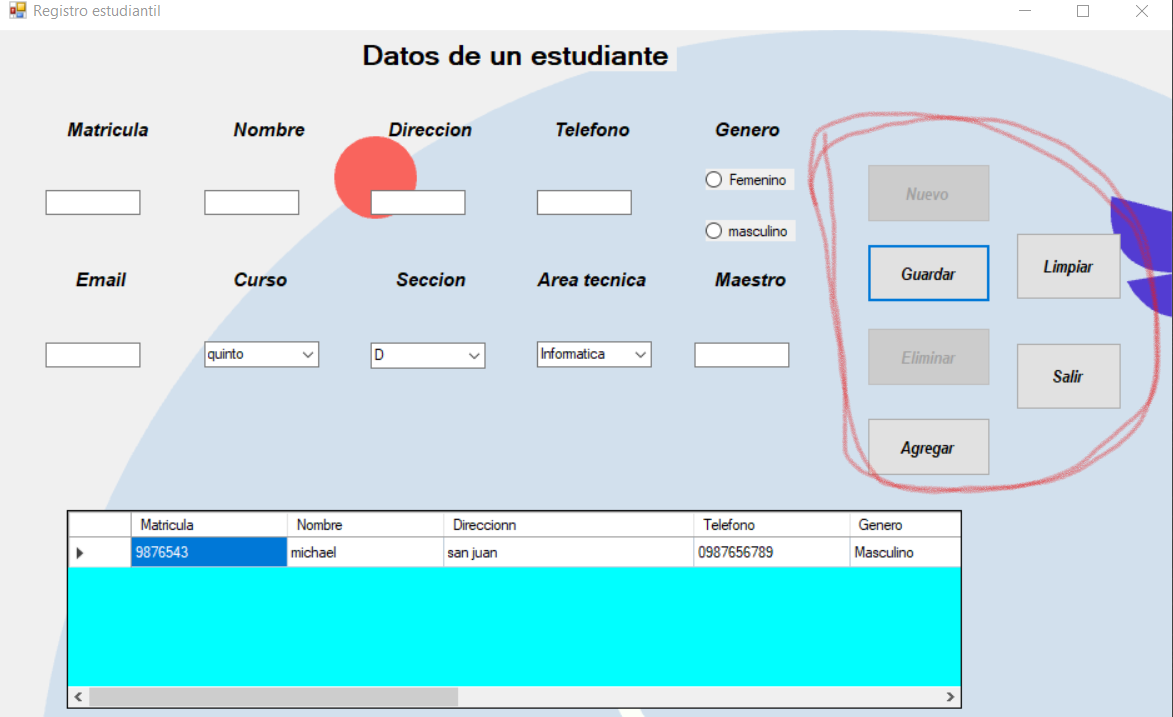 Registro estudiantil
Datos de un estudiante
Matricula Nombre Direccion Telefono Genero
Femenino
masculino
Email Curso Seccion Area tecnica Maestro
quinto D Informatica
Nuevo
Guardar
Limpiar
Eliminar
Salir
Agregar
Matricula Nombre Direccionn Telefono Genero
9876543 michael san juan 0987656789 Masculino